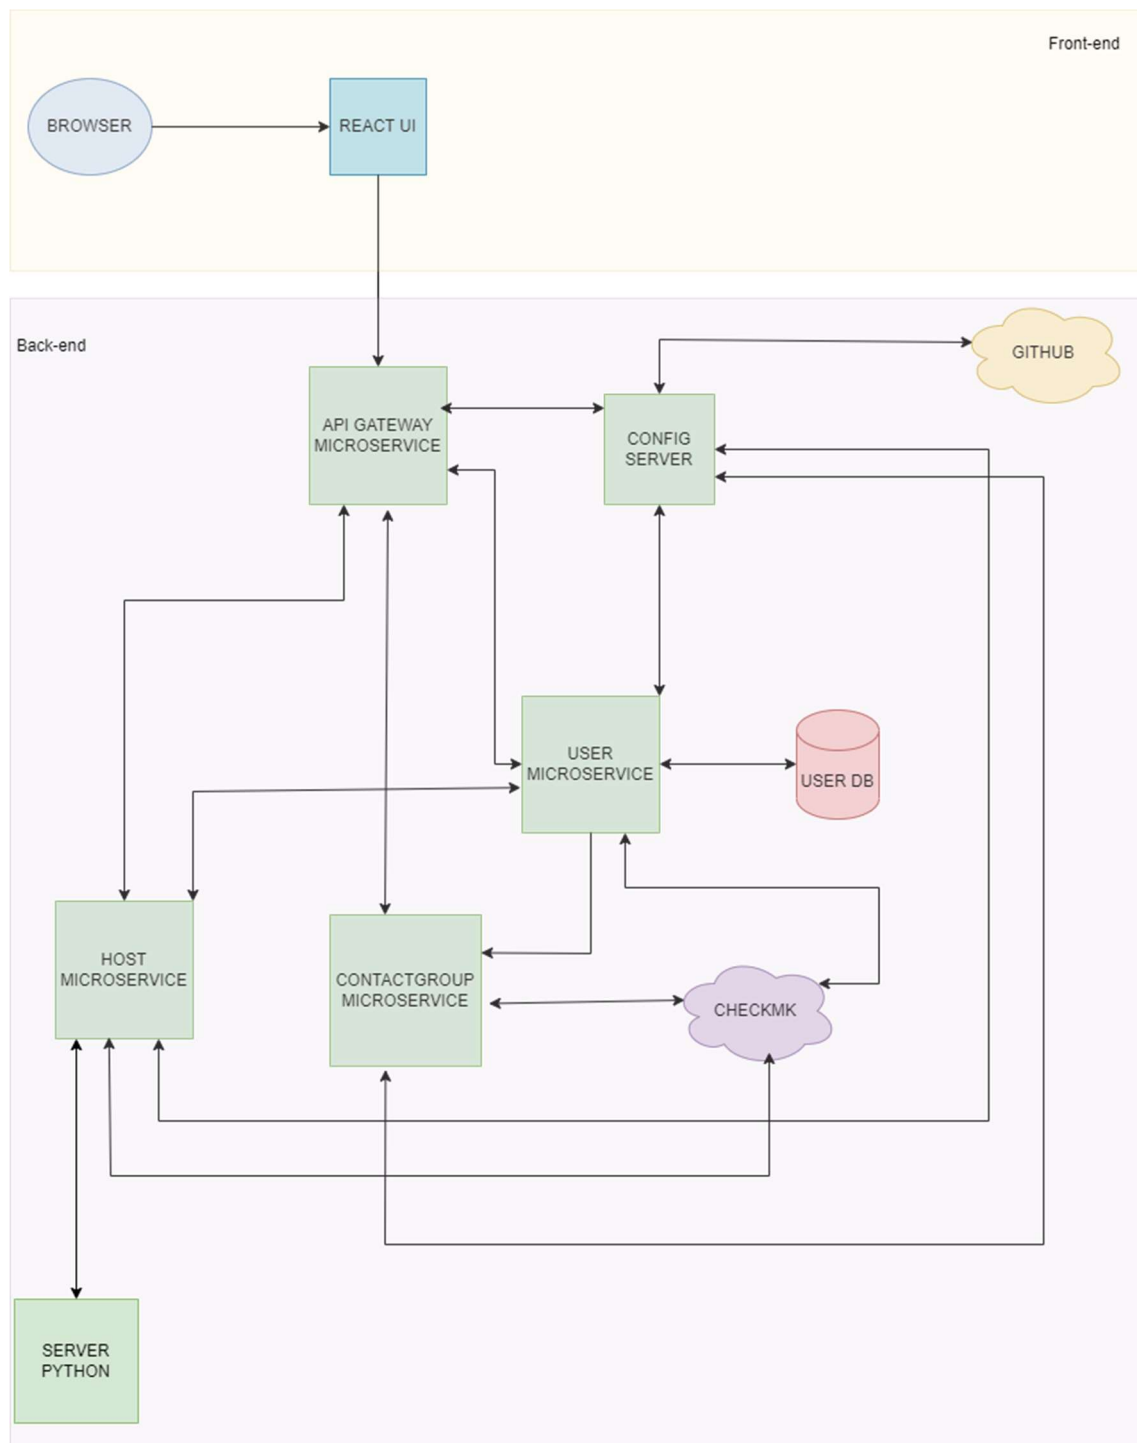 Front-end
BROWSER
REACT UI
Back-end
GITHUB
API GATEWAY
MICROSERVICE
CONFIG
SERVER
USER
MICROSERVICE
USER DB
HOST
MICROSERVICE
CONTACTGROUP
MICROSERVICE
CHECKMK
SERVER
PYTHON